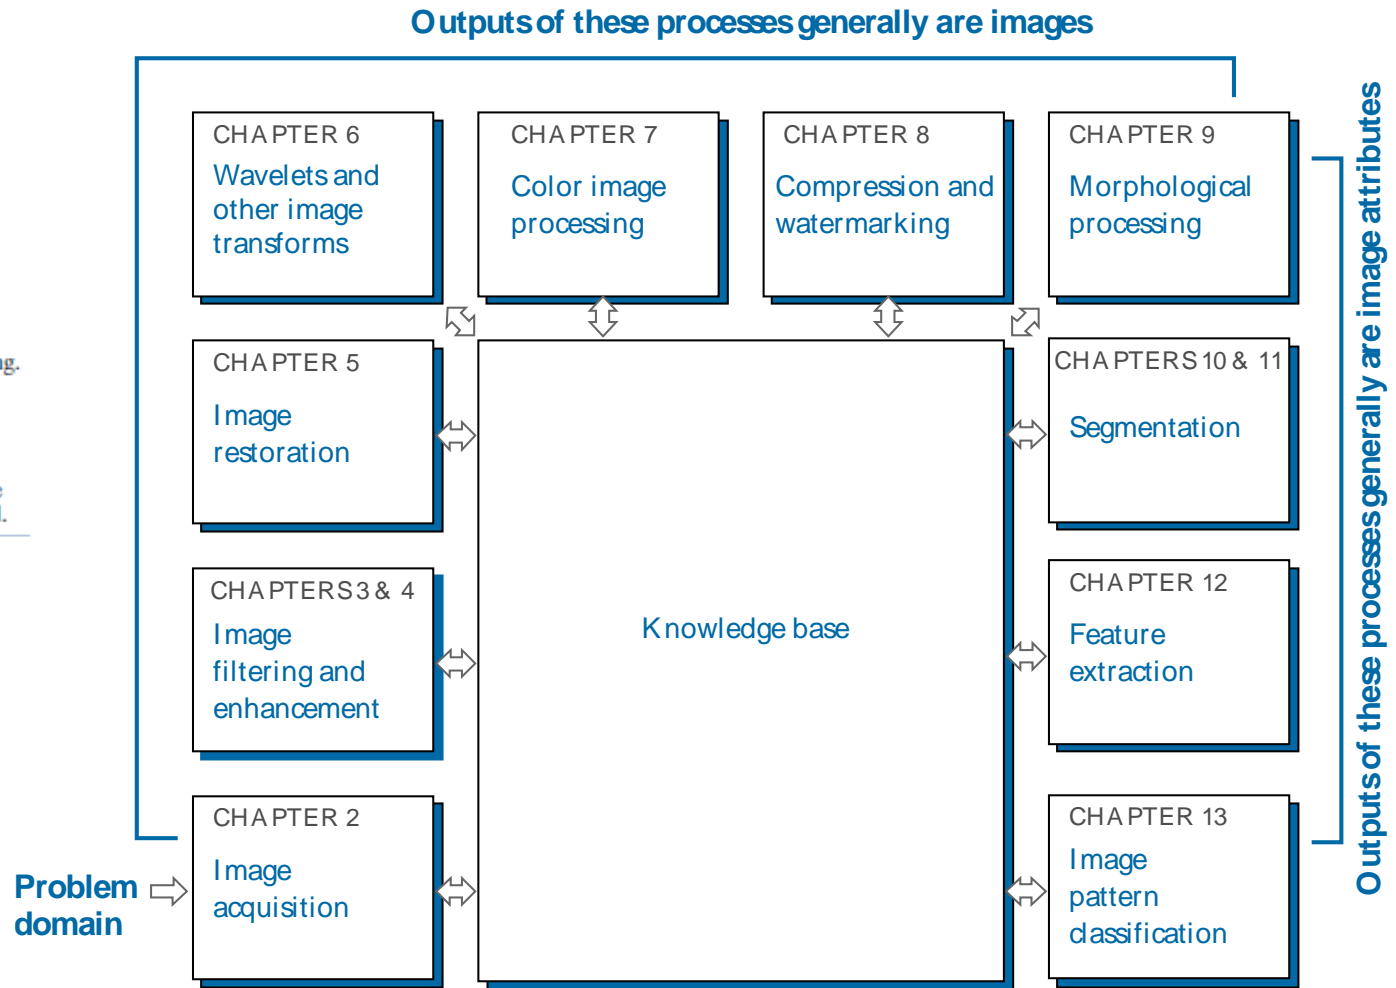 Outputs of these processes generally are images
CHAPTER 6
Wavelets and
other image
transforms
CHAPTER 7
Color image
processing
CHAPTER 8
Compression and
watermarking
CHAPTER 9
Morphological
processing
CHAPTER 5
Image
restoration
CHAPTERS 10 & 11
Segmentation
CHAPTERS 3 & 4
Image
filtering and
enhancement
Knowledge base
CHAPTER 12
Feature
extraction
Problem
domain
CHAPTER 2
Image
acquisition
CHAPTER 13
Image
pattern
classification
Outputs of these processes generally are image attributes